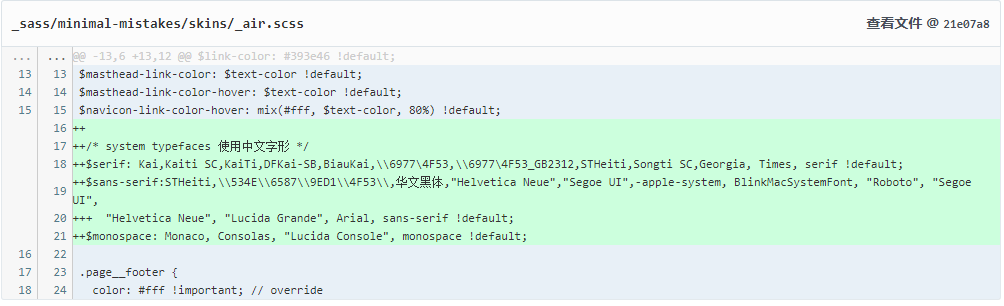 _sass/minimal-mistakes/skins/_air.scss 查看文件 @ 21e07a8
... ... @@ -13,6 +13,12 @@ $link-color: #393e46 !default;
13 13 $masthead-link-color: $text-color !default;
14 14 $masthead-link-color-hover: $text-color !default;
15 15 $navicon-link-color-hover: mix(#fff, $text-color, 80%) !default;
16 ++
17 ++/* system typefaces 使用中文字形 */
18 ++$serif: Kai,Kaiti SC,KaiTi,DFKai-SB,BiauKai,\\6977\4F53,\\6977\4F53_GB2312,STHeiti,Songti SC,Georgia, Times, serif !default;
19 ++$sans-serif:STHeiti,\\534E\\6587\\9ED1\\4F53\\,华文黑体,"Helvetica Neue","Segoe UI",-apple-system, BlinkMacSystemFont, "Roboto", "Segoe
UI",
20 +++  "Helvetica Neue", "Lucida Grande", Arial, sans-serif !default;
21 ++$monospace: Monaco, Consolas, "Lucida Console", monospace !default;
16 22
17 23 .page__footer {
18 24   color: #fff !important; // override